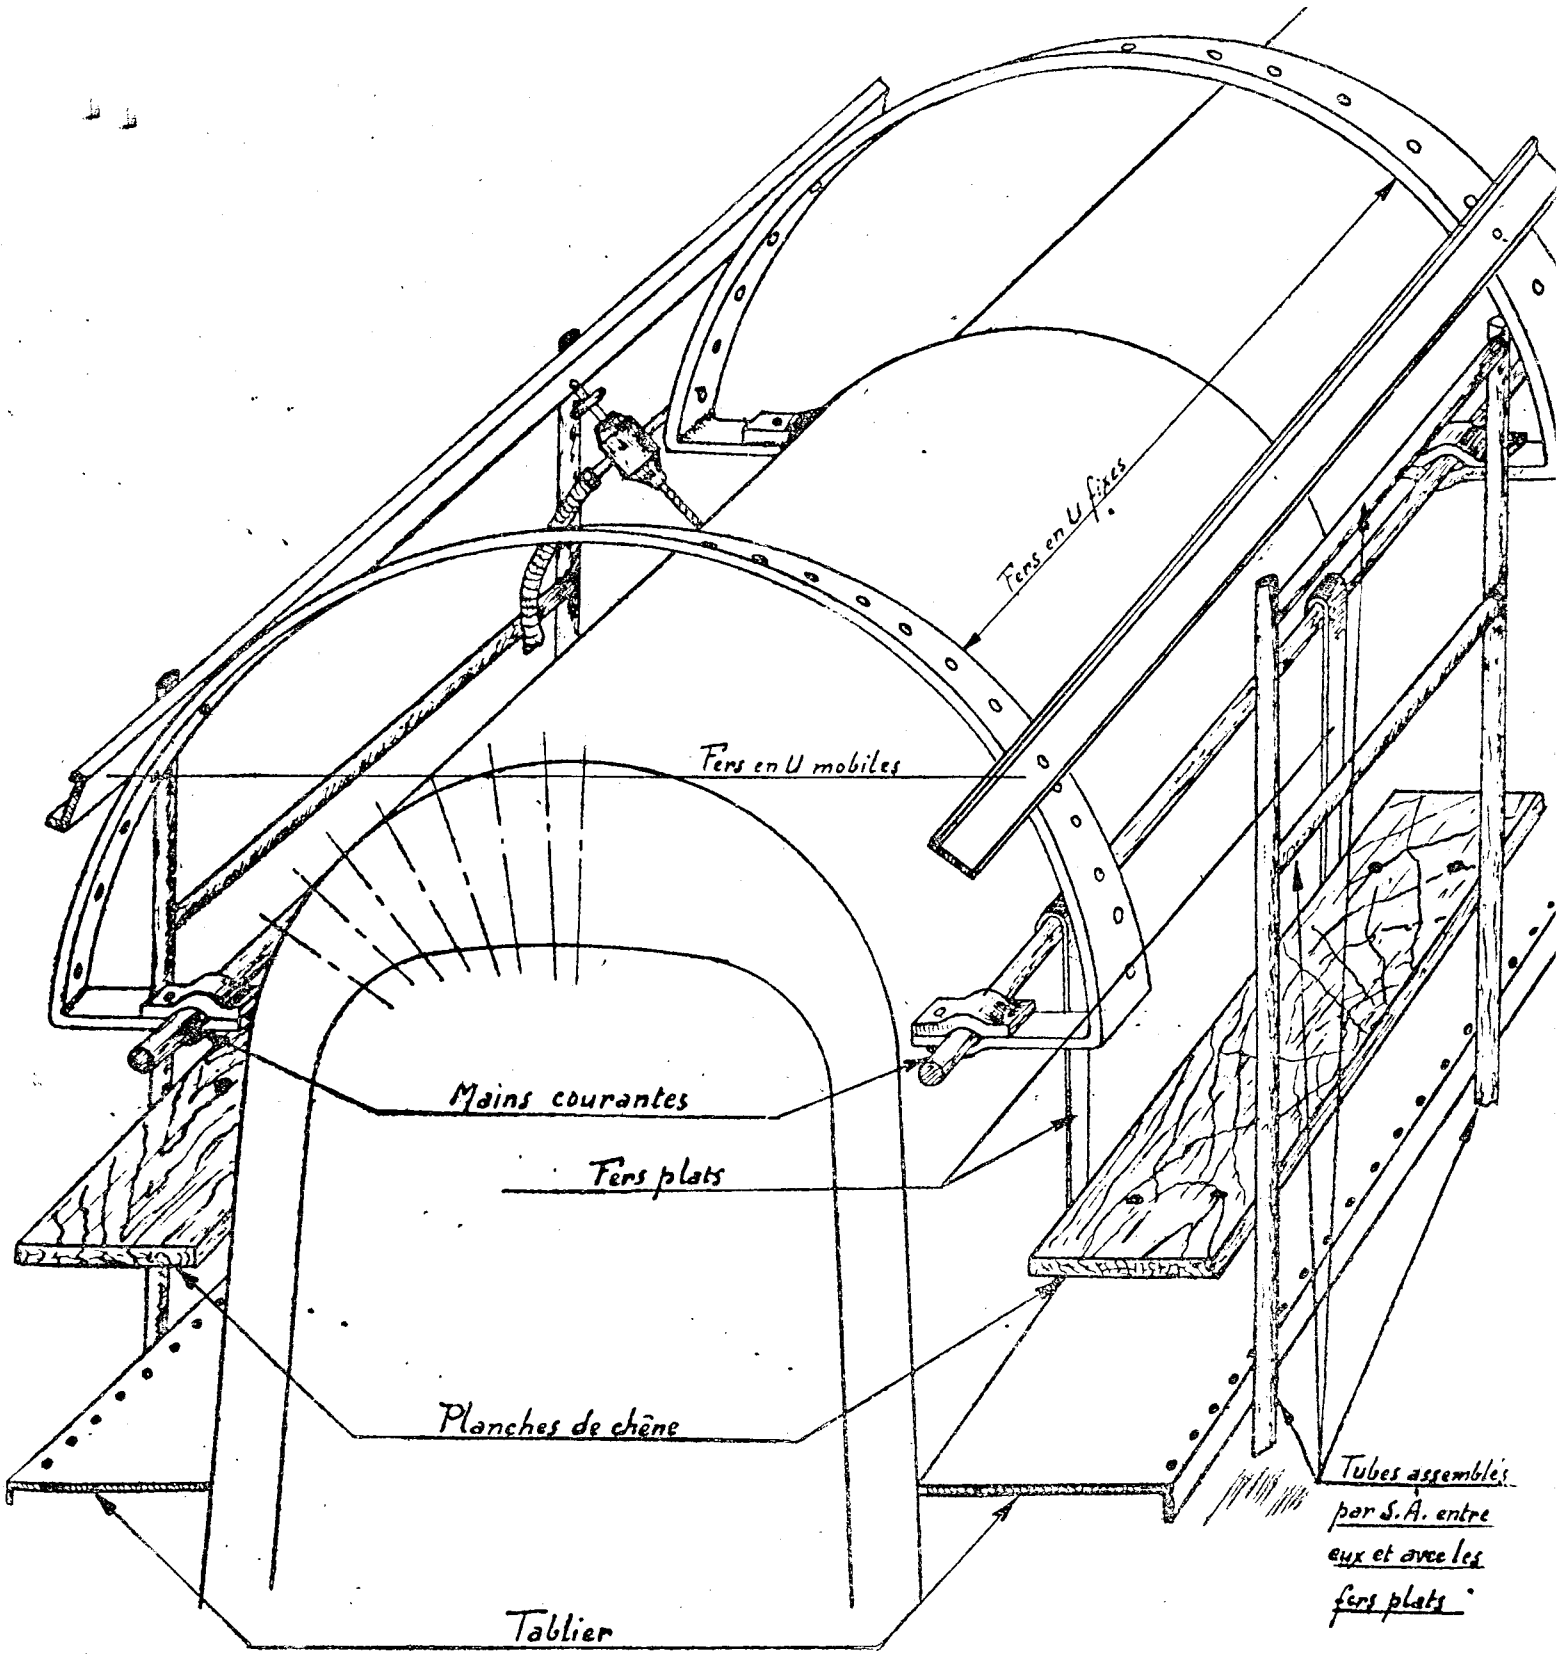 Fers en U fixes
Fers en U mobiles
Mains courantes
Fers plats
Planches de chêne
Tubes assemblés
par S.A. entre
eux et avec les
fers plats
Tablier